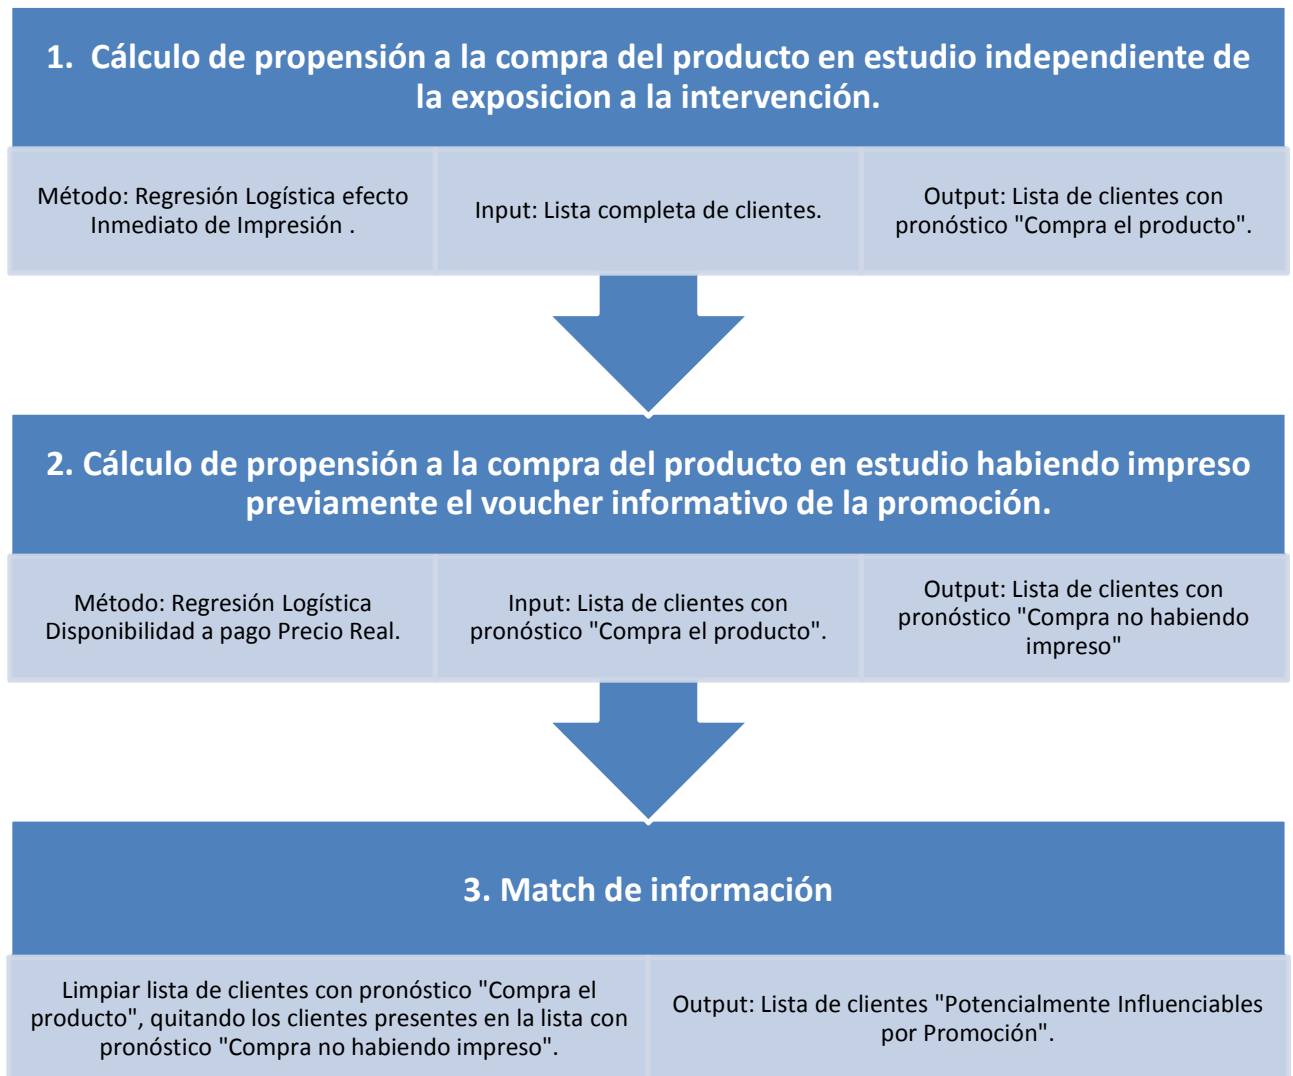 1. Cálculo de propensión a la compra del producto en estudio independiente de
la exposicion a la intervención.
Método: Regresión Logística efecto
Inmediato de Impresión .
Input: Lista completa de clientes.
Output: Lista de clientes con
pronóstico "Compra el producto".
2. Cálculo de propensión a la compra del producto en estudio habiendo impreso
previamente el voucher informativo de la promoción.
Método: Regresión Logística
Disponibilidad a pago Precio Real.
Input: Lista de clientes con
pronóstico "Compra el producto".
Output: Lista de clientes con
pronóstico "Compra no habiendo
impreso"
3. Match de información
Limpiar lista de clientes con pronóstico "Compra el
producto", quitando los clientes presentes en la lista con
pronóstico "Compra no habiendo impreso".
Output: Lista de clientes "Potencialmente Influenciables
por Promoción".